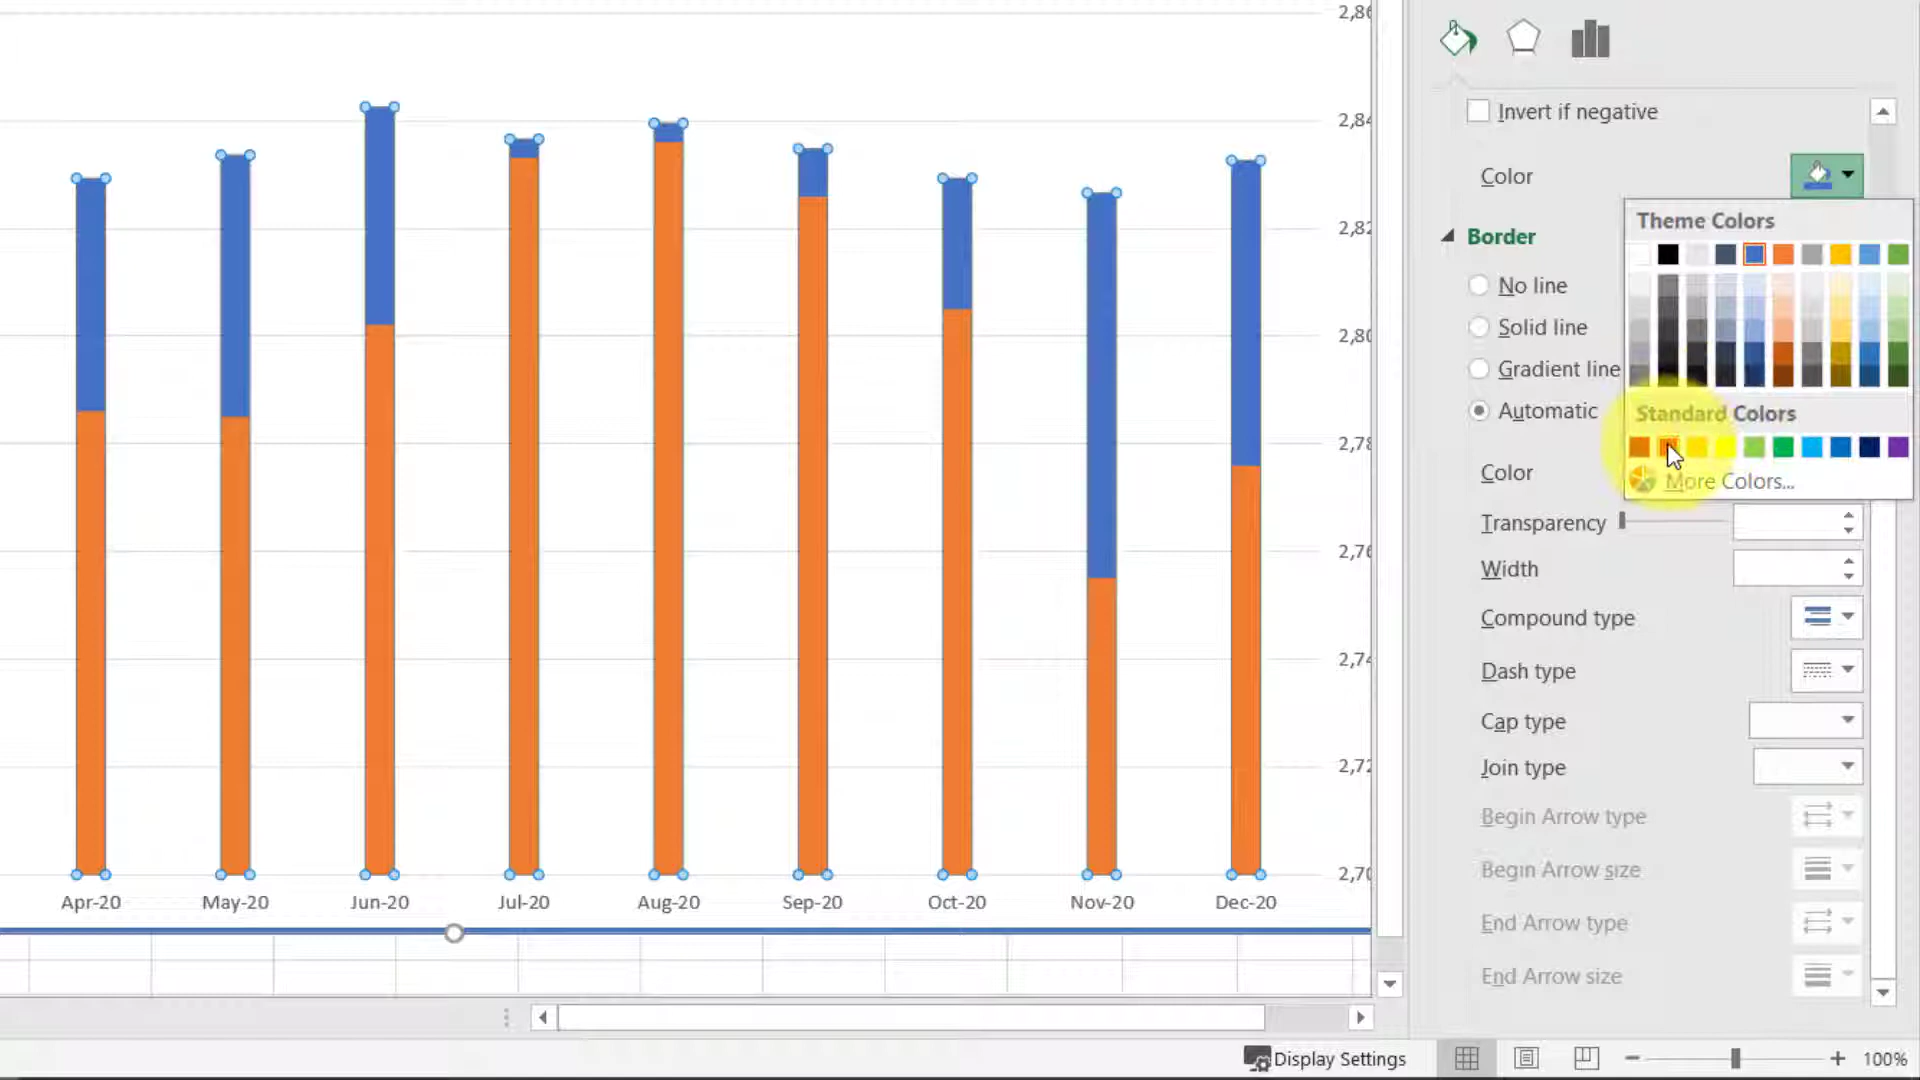 2,86
Invert if negative
2,84
Color
Theme Colors
2,82
Border
No line
Solid line
2,80
Gradient line
Automatic
Standard Colors
2,78
Color
More Colors...
Transparency
2,76
Width
Compound type
2,74
Dash type
Cap type
2,72
Join type
Begin Arrow type
2,70
Begin Arrow size
Apr-20 May-20 Jun-20 Jul-20 Aug-20 Sep-20 Oct-20 Nov-20 Dec-20
End Arrow type
End Arrow size
Display Settings 100%